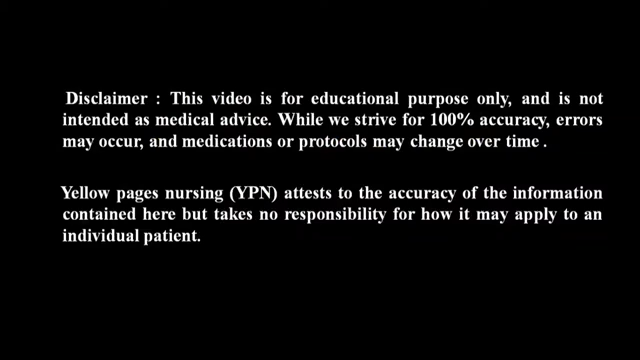 Disclaimer : This video is for educational purpose only, and is not
intended as medical advice. While we strive for 100% accuracy, errors
may occur, and medications or protocols may change over time .
Yellow pages nursing (YPN) attests to the accuracy of the information
contained here but takes no responsibility for how it may apply to an
individual patient.